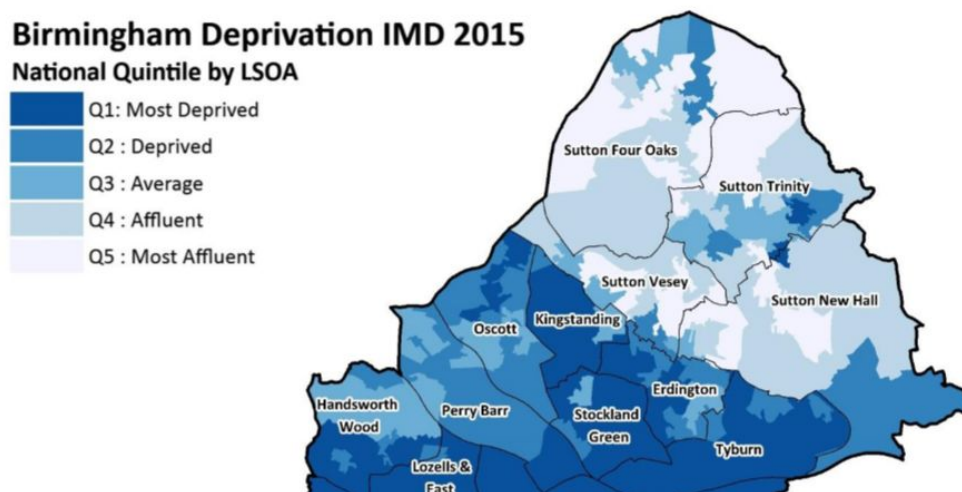 Birmingham Deprivation IMD 2015
National Quintile by LSOA
Q1: Most Deprived
Q2 : Deprived
Q3 : Average
Q4 : Affluent
Q5 : Most Affluent
Sutton Four Oaks
Sutton Trinity
Sutton Vesey
Sutton New Hall
Kingstanding
Oscott
Erdington
Handsworth
Wood
Perry Barr
Stockland
Green
Tyburn
Lozells &
East